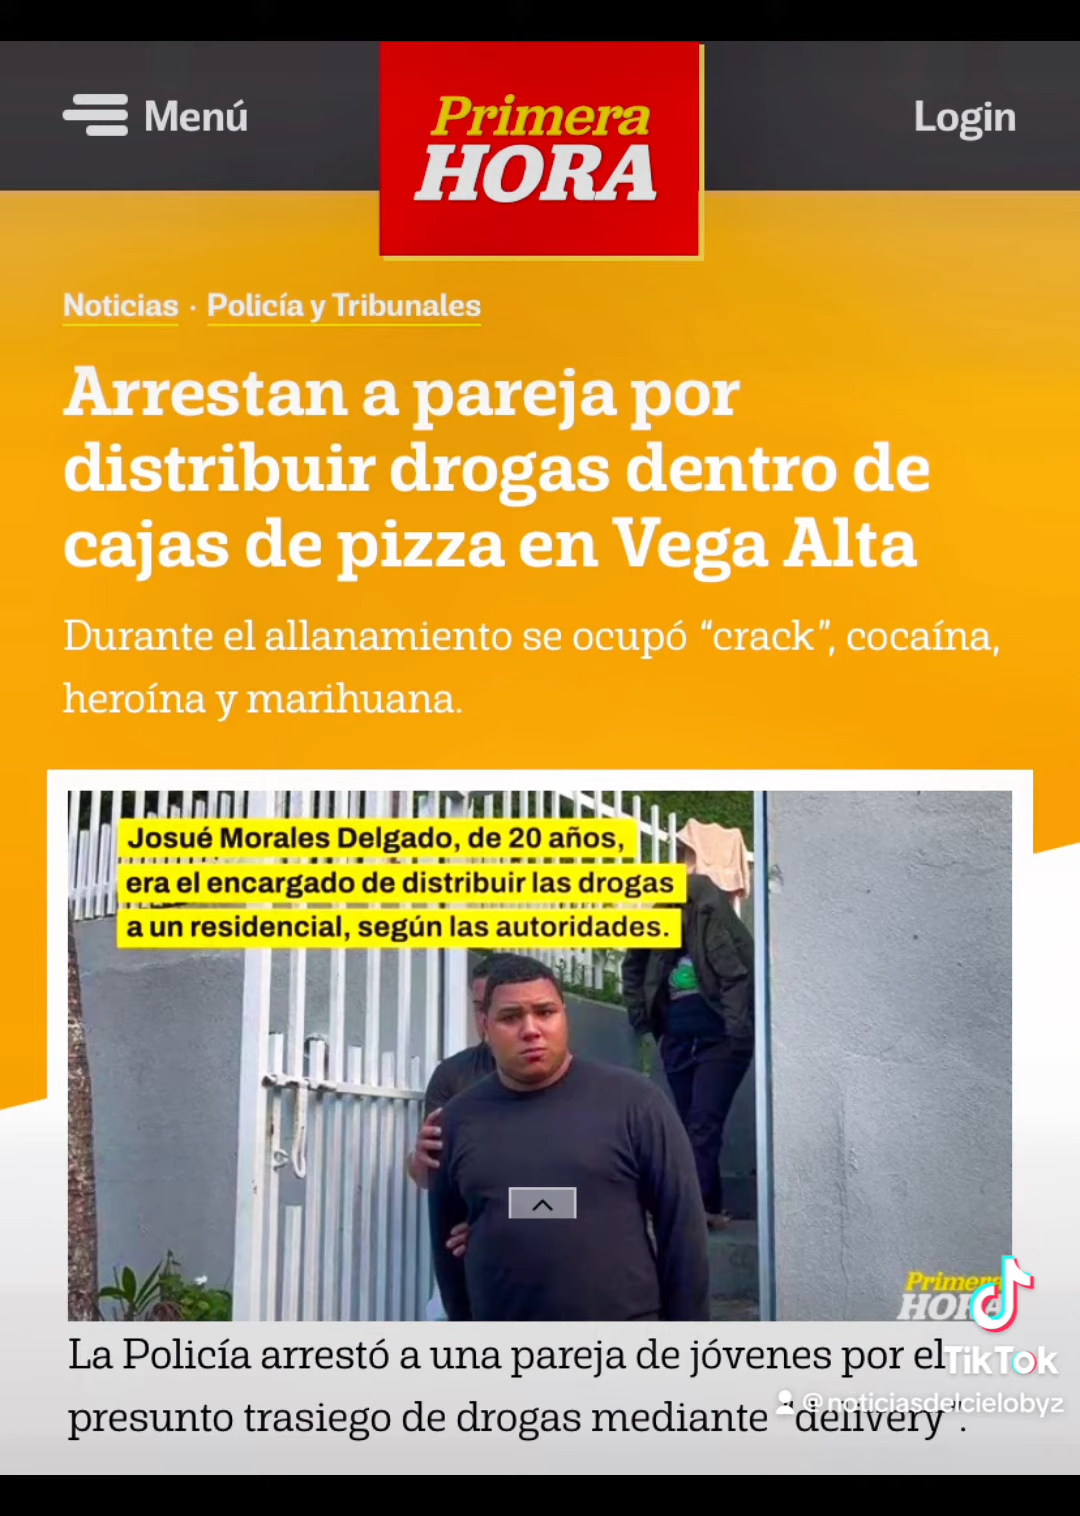 Menú
Primera
HORA
Login
Noticias · Policía y Tribunales
Arrestan a pareja por
distribuir drogas dentro de
cajas de pizza en Vega Alta
Durante el allanamiento se ocupó “crack”, cocaína,
heroína y marihuana.
Josué Morales Delgado, de 20 años,
era el encargado de distribuir las drogas
a un residencial, según las autoridades.
Primera
HORA
La Policía arrestó a una pareja de jóvenes por el
presunto trasiego de drogas mediante “delivery”.
TikTok
@noticiasdelcielobyz